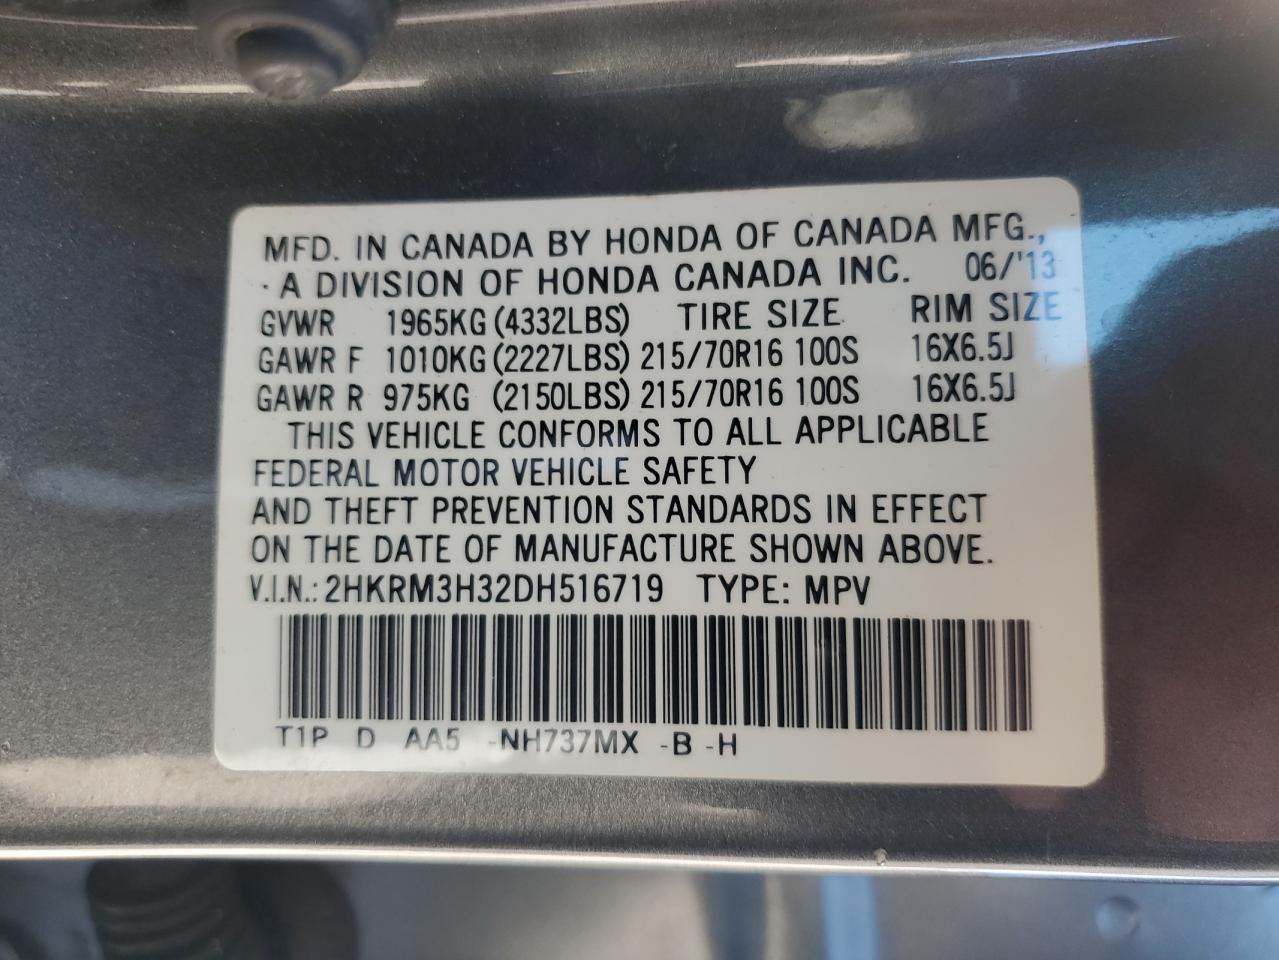 MFD. IN CANADA BY HONDA OF CANADA MFG.,
A DIVISION OF HONDA CANADA INC. 06/'13
GVWR 1965KG (4332LBS) TIRE SIZE RIM SIZE
GAWR F 1010KG (2227LBS) 215/70R16 100S 16X6.5J
GAWR R 975KG (2150LBS) 215/70R16 100S 16X6.5J
THIS VEHICLE CONFORMS TO ALL APPLICABLE
FEDERAL MOTOR VEHICLE SAFETY
AND THEFT PREVENTION STANDARDS IN EFFECT
ON THE DATE OF MANUFACTURE SHOWN ABOVE.
V.I.N.: 2HKRM3H32DH516719 TYPE: MPV
T1P D AA5 -NH737MX -B -H